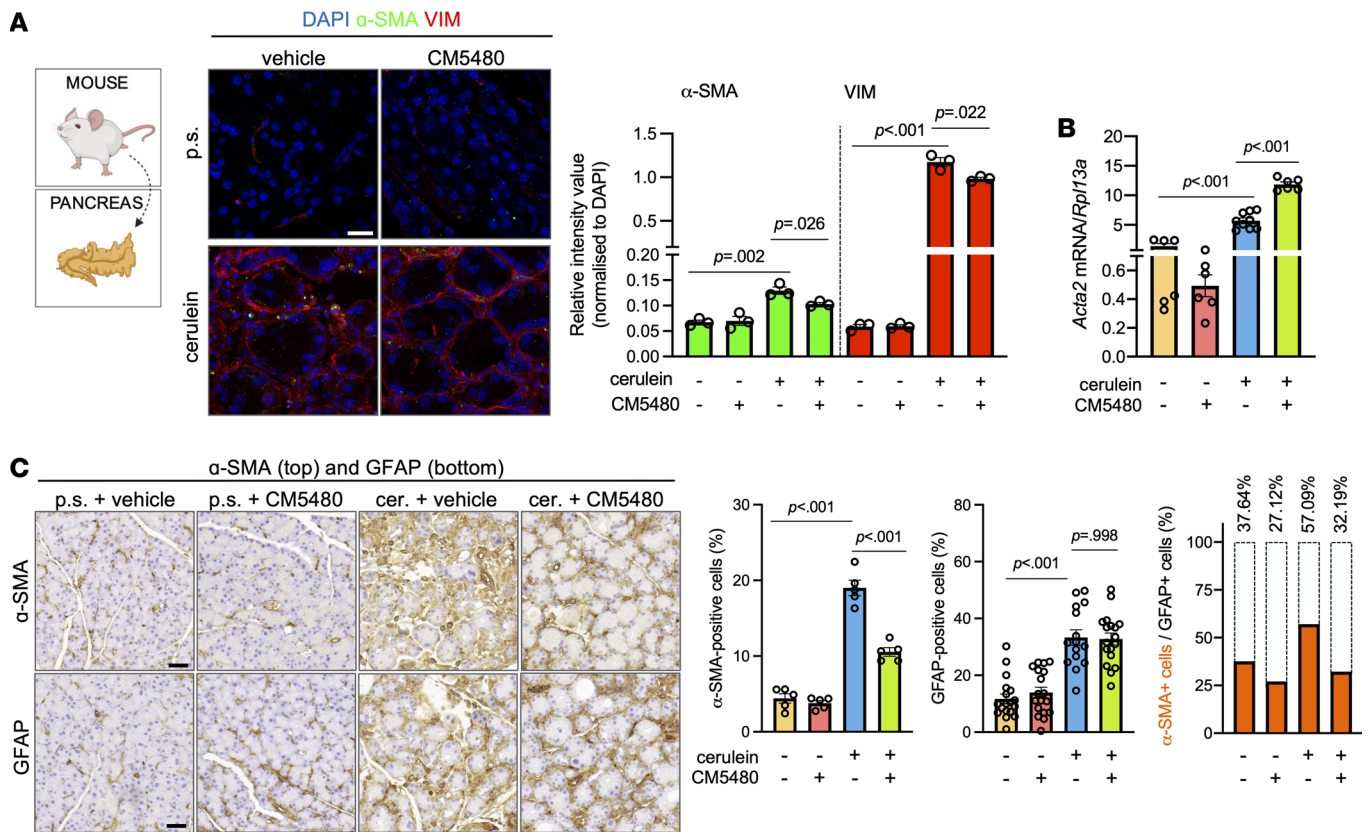 A
DAPI α-SMA VIM
vehicle CM5480
MOUSE
PANCREAS
p.s.
cerulein
α-SMA VIM
Relative intensity value
(normalised to DAPI)
1.5
1.0
0.5
0.20
0.15
0.10
0.05
0.00
p=.002
p=.026
p<.001
p=.022
cerulein - - + + - - + +
CM5480 - + - + - + - +
B
Acta2 mRNA/Rpl13a
20
15
10
5
0.6
0.4
0.2
0.0
p<.001
p<.001
cerulein - - + +
CM5480 - + - +
C
α-SMA (top) and GFAP (bottom)
p.s. + vehicle p.s. + CM5480 cer. + vehicle cer. + CM5480
α-SMA
GFAP
α-SMA-positive cells (%)
30
20
10
0
p<.001
p<.001
cerulein - - + +
CM5480 - + - +
GFAP-positive cells (%)
80
60
40
20
0
p<.001
p=.998
- - + +
- + - +
α-SMA+ cells / GFAP+ cells (%)
100
75
50
25
0
37.64%
27.12%
57.09%
32.19%
- - + +
- + - +